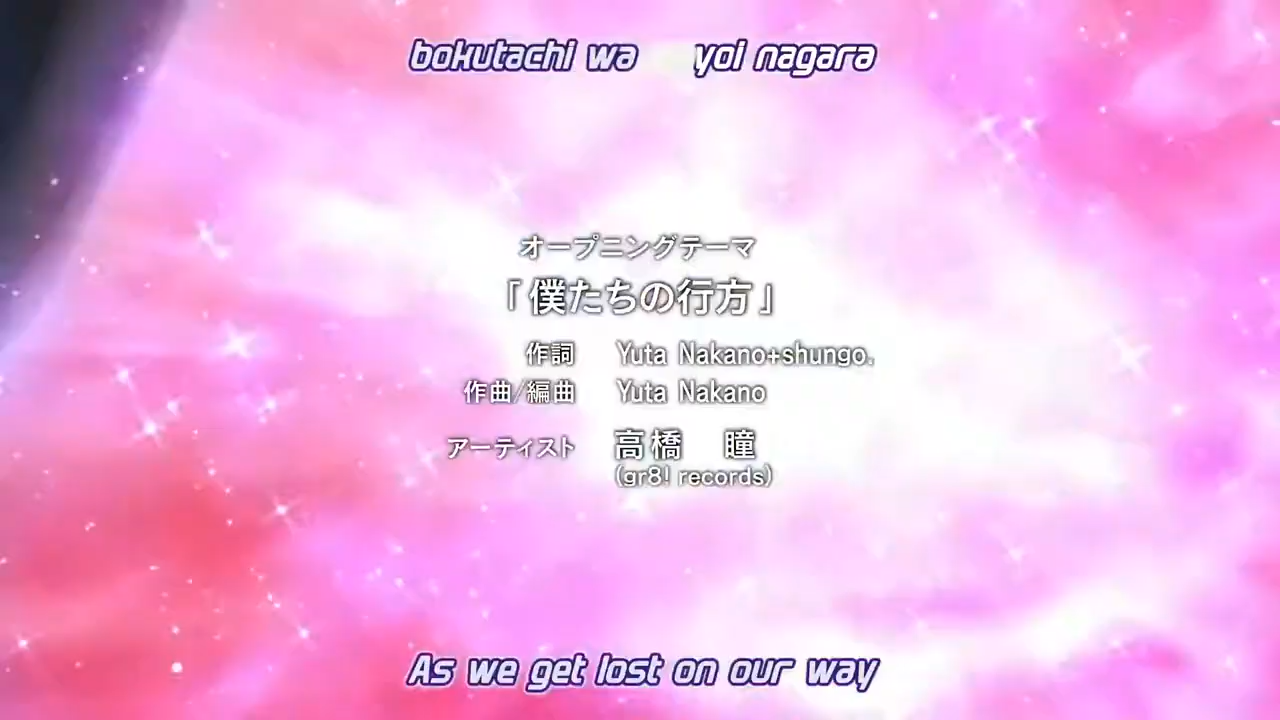 bokutachi wa yoi nagara
オープニングテーマ
「僕たちの行方」
作詞 Yuta Nakano+shungo.
作曲/編曲 Yuta Nakano
アーティスト 高橋 瞳
(gr8! records)
As we get lost on our way